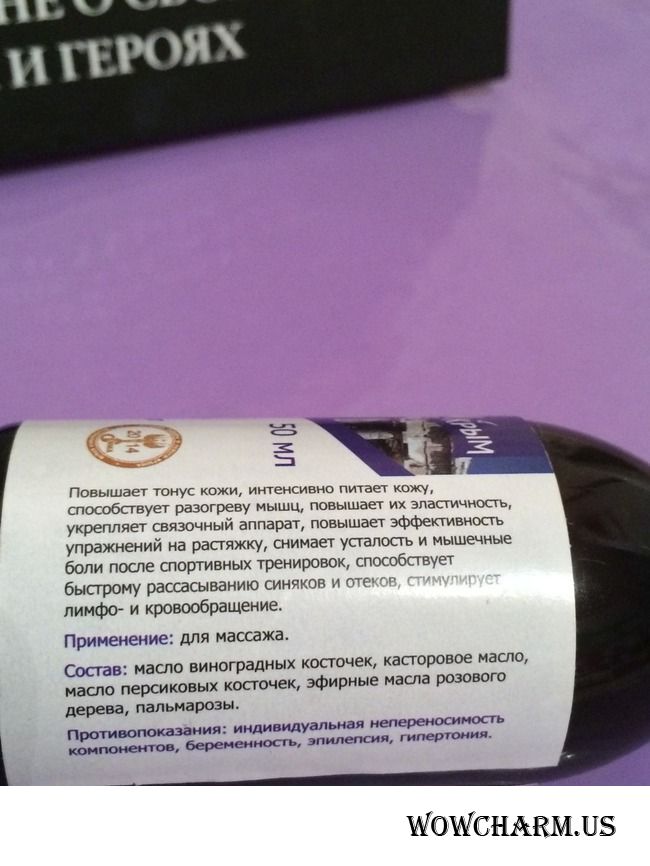 НЕ О
И ГЕРОЯХ
2014
50 МЛ
КРЫМ
Повышает тонус кожи, интенсивно питает кожу,
способствует разогреву мышц, повышает их эластичность,
укрепляет связочный аппарат, повышает эффективность
упражнений на растяжку, снимает усталость и мышечные
боли после спортивных тренировок, способствует
быстрому рассасыванию синяков и отеков, стимулирует
лимфо- и кровообращение.
Применение: для массажа.
Состав: масло виноградных косточек, касторовое масло,
масло персиковых косточек, эфирные масла розового
дерева, пальмарозы.
Противопоказания: индивидуальная непереносимость
компонентов, беременность, эпилепсия, гипертония.
WOWCHARM.US